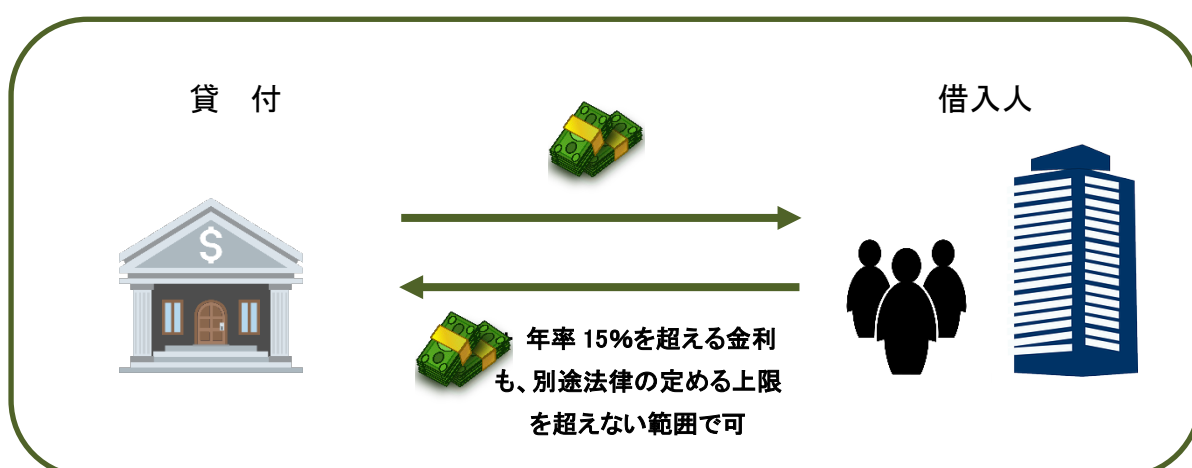 貸　付
借入人
$
年率 15%を超える金利
も、別途法律の定める上限
を超えない範囲で可